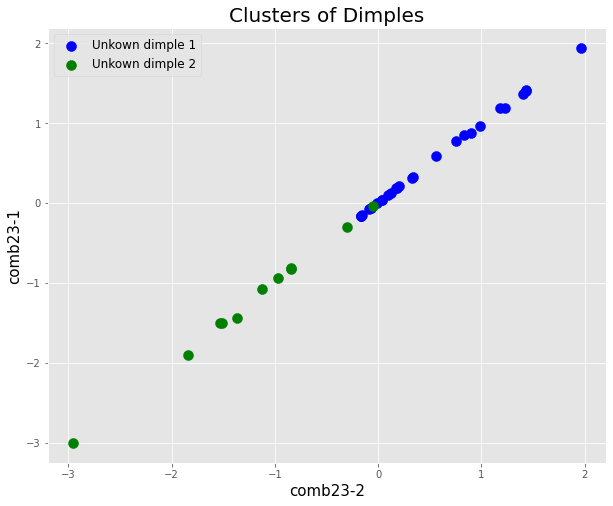 Clusters of Dimples
Unkown dimple 1
Unkown dimple 2
comb23-1
2
1
0
−1
−2
−3
−3
−2
−1
0
1
2
comb23-2